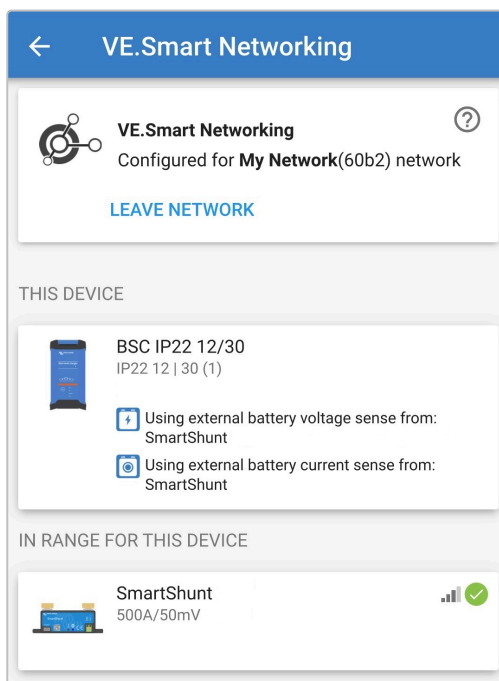 VE.Smart Networking
VE.Smart Networking
Configured for My Network(60b2) network
LEAVE NETWORK
THIS DEVICE
BSC IP22 12/30
IP22 12 | 30 (1)
Using external battery voltage sense from:
SmartShunt
Using external battery current sense from:
SmartShunt
IN RANGE FOR THIS DEVICE
SmartShunt
500A/50mV